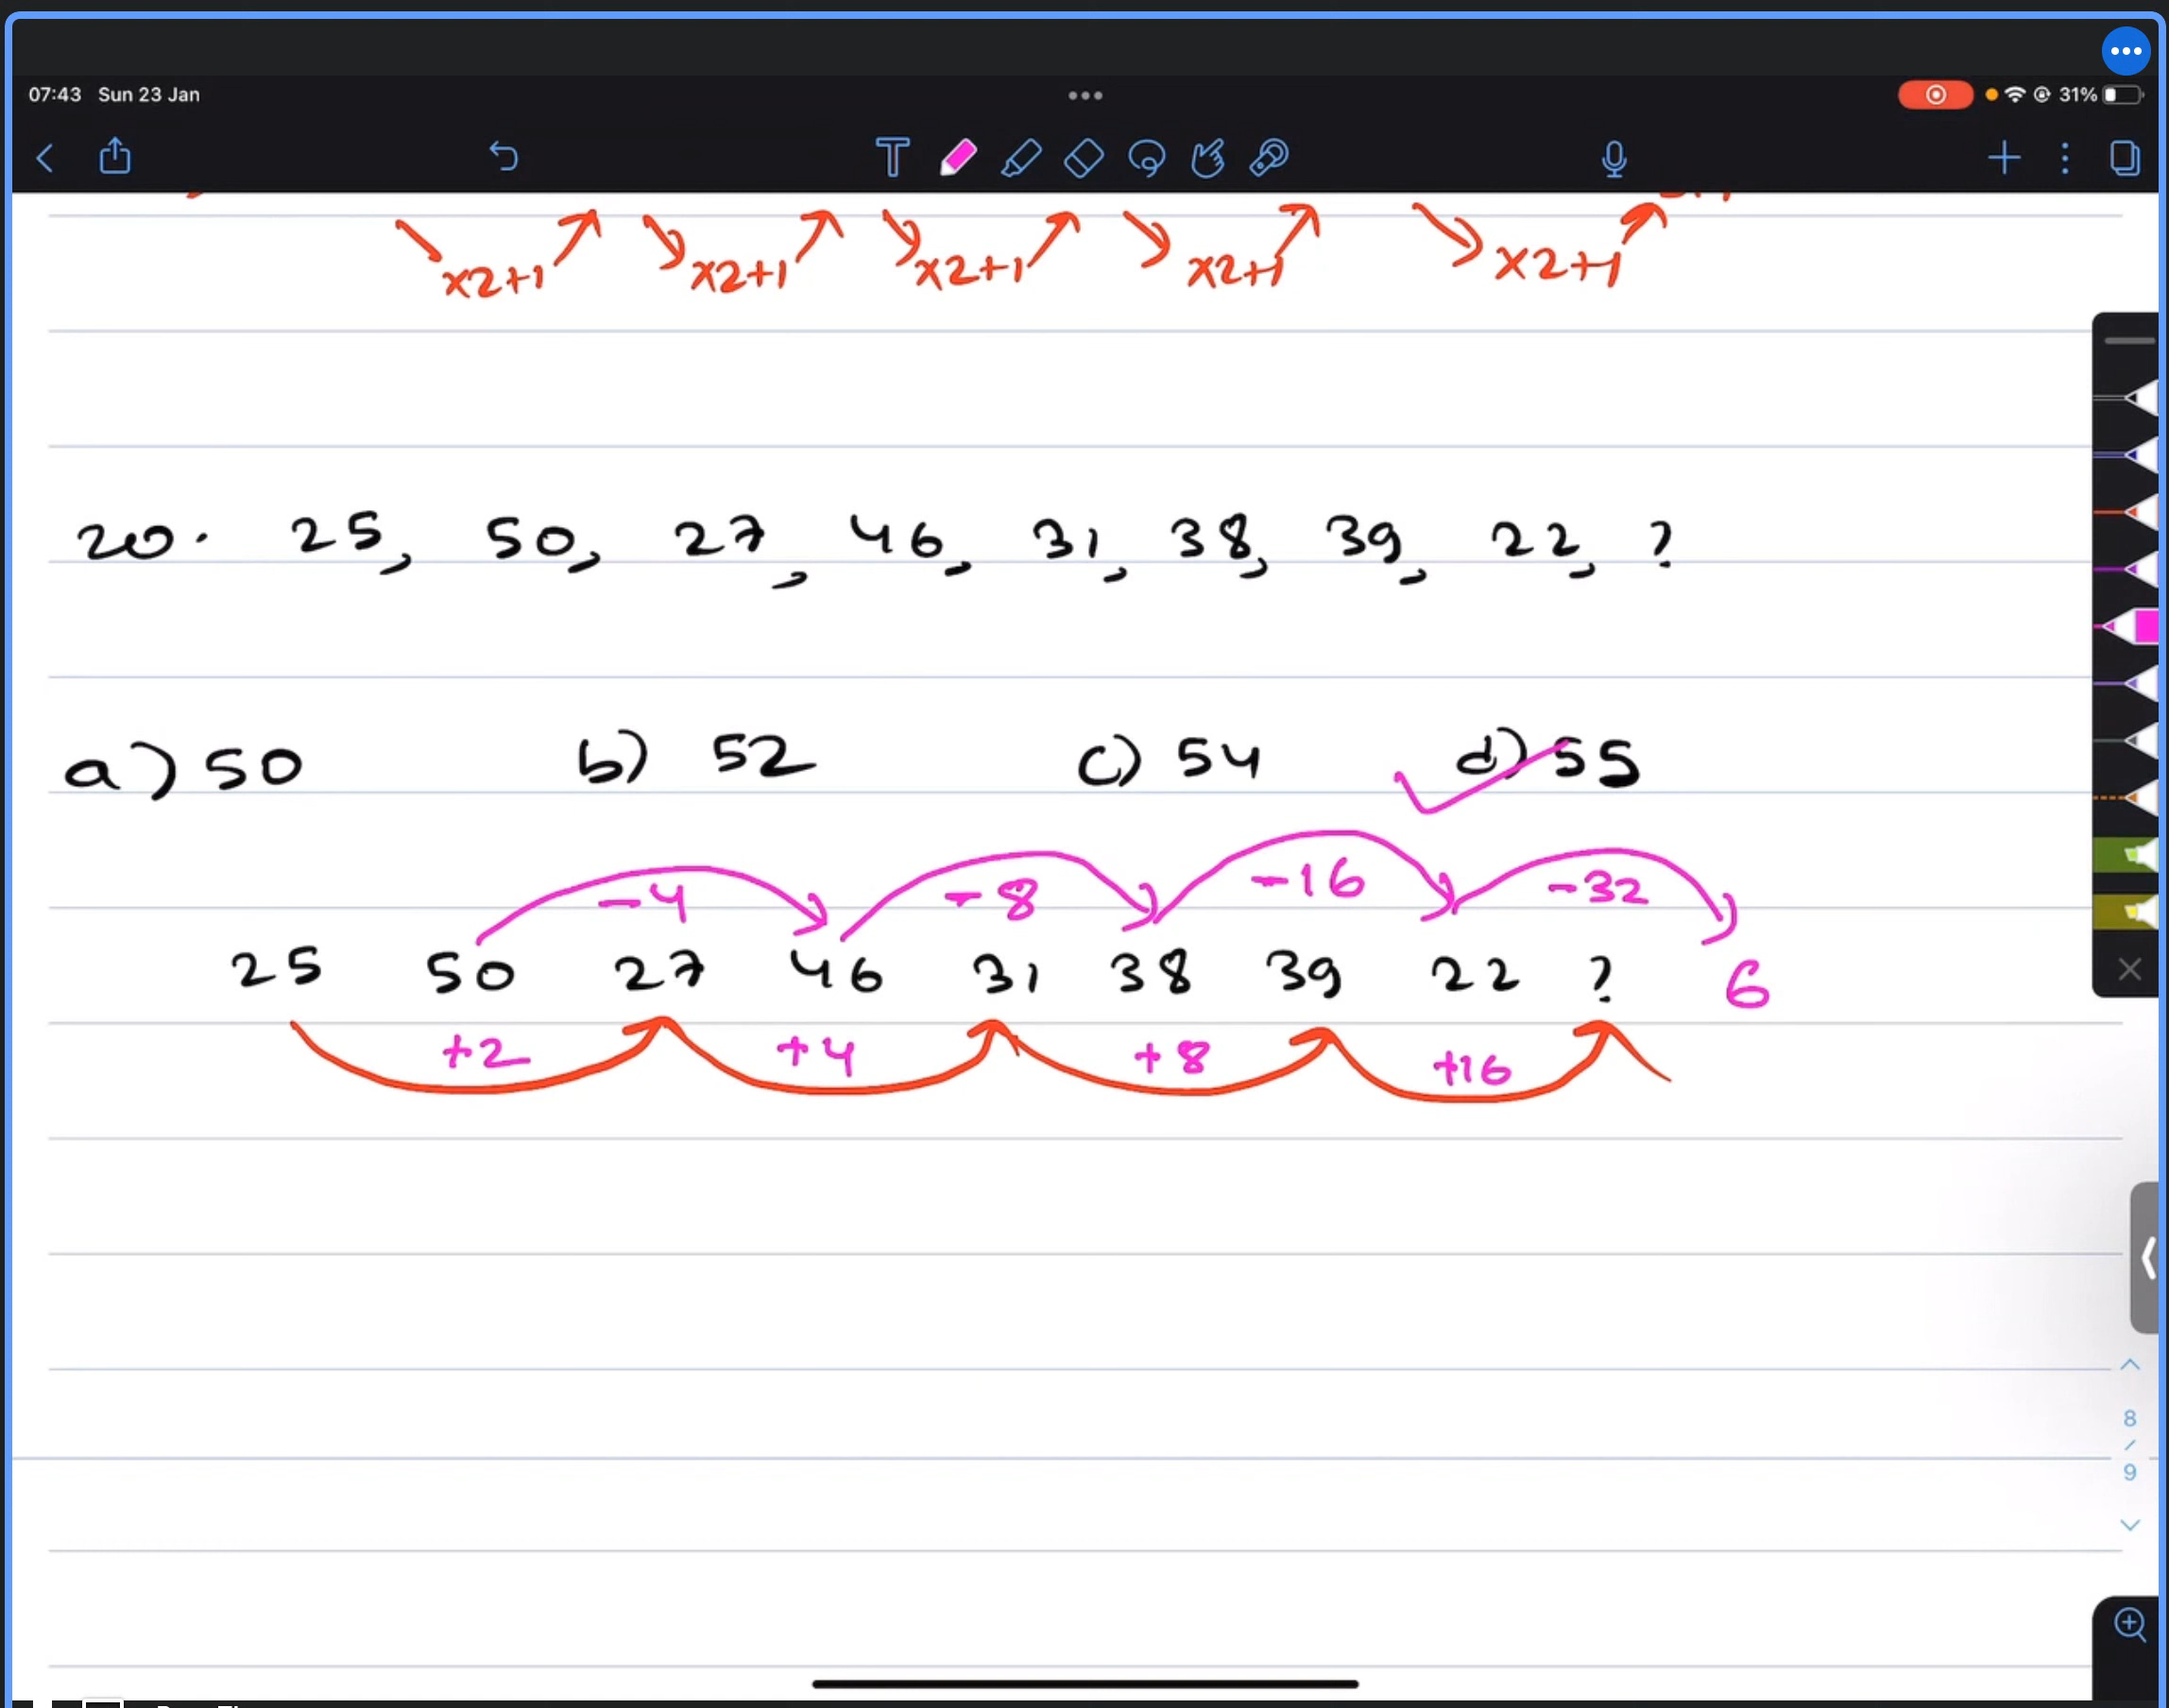 07:43 Sun 23 Jan 31%
x2+1 x2+1 x2+1 x2+1 x2+1
20. 25, 50, 27, 46, 31, 38, 39, 22, ?
a) 50 b) 52 c) 54 d) 55
-4 -8 -16 -32
25 50 27 46 31 38 39 22 ? 6
+2 +4 +8 +16
8
/
9